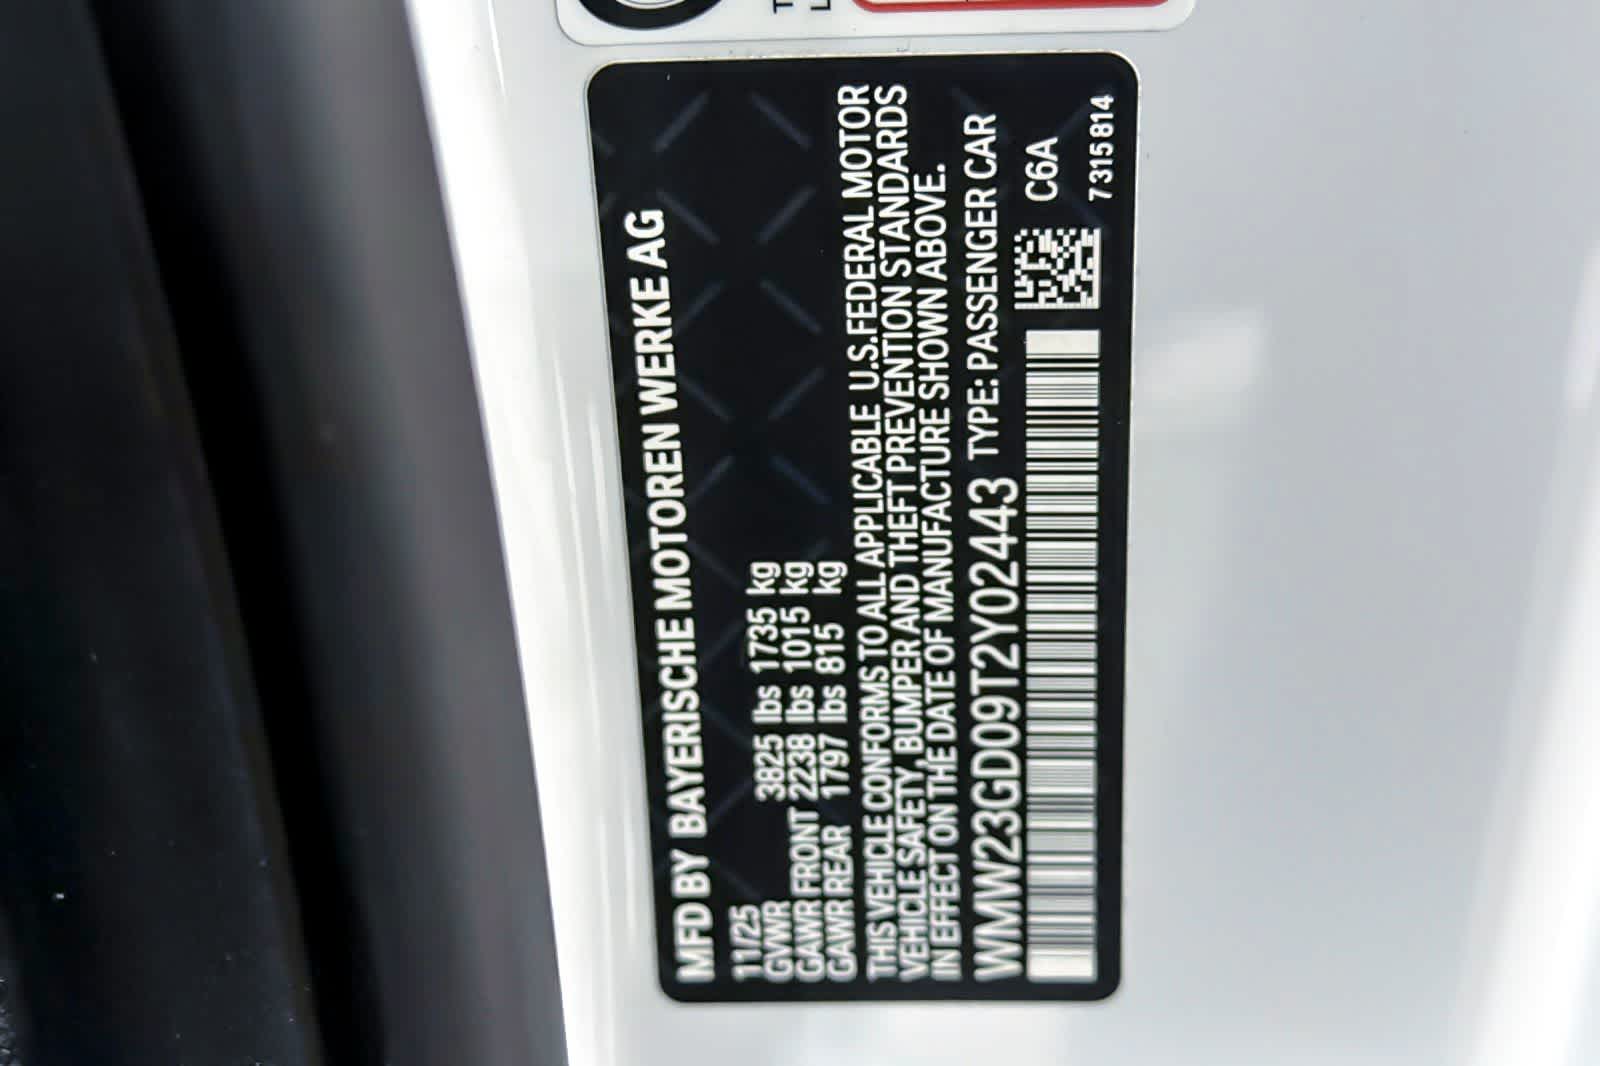 MFD BY BAYERISCHE MOTOREN WERKE AG
11/25
GVWR 3825 lbs 1735 kg
GAWR FRONT 2238 lbs 1015 kg
GAWR REAR 1797 lbs 815 kg
THIS VEHICLE CONFORMS TO ALL APPLICABLE U.S. FEDERAL MOTOR
VEHICLE SAFETY, BUMPER AND THEFT PREVENTION STANDARDS
IN EFFECT ON THE DATE OF MANUFACTURE SHOWN ABOVE.
WMW23GD09T2Y02443 TYPE: PASSENGER CAR
C6A
7315814